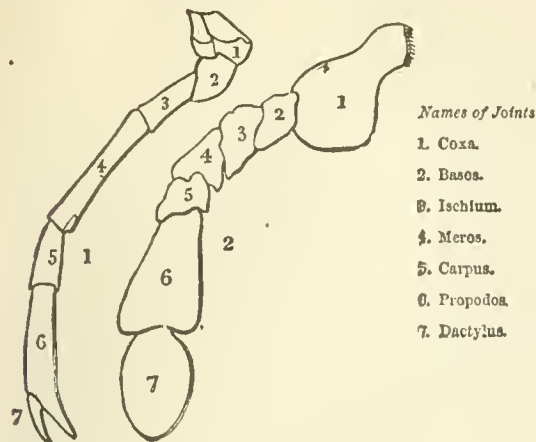 1
2
3
4
5
6
7
1
1
2
3
4
5
6
7
2
Names of Joints
1. Coxa.
2. Bases.
3. Ischium.
4. Meros.
5. Carpus.
6. Propodos.
7. Dactylus.